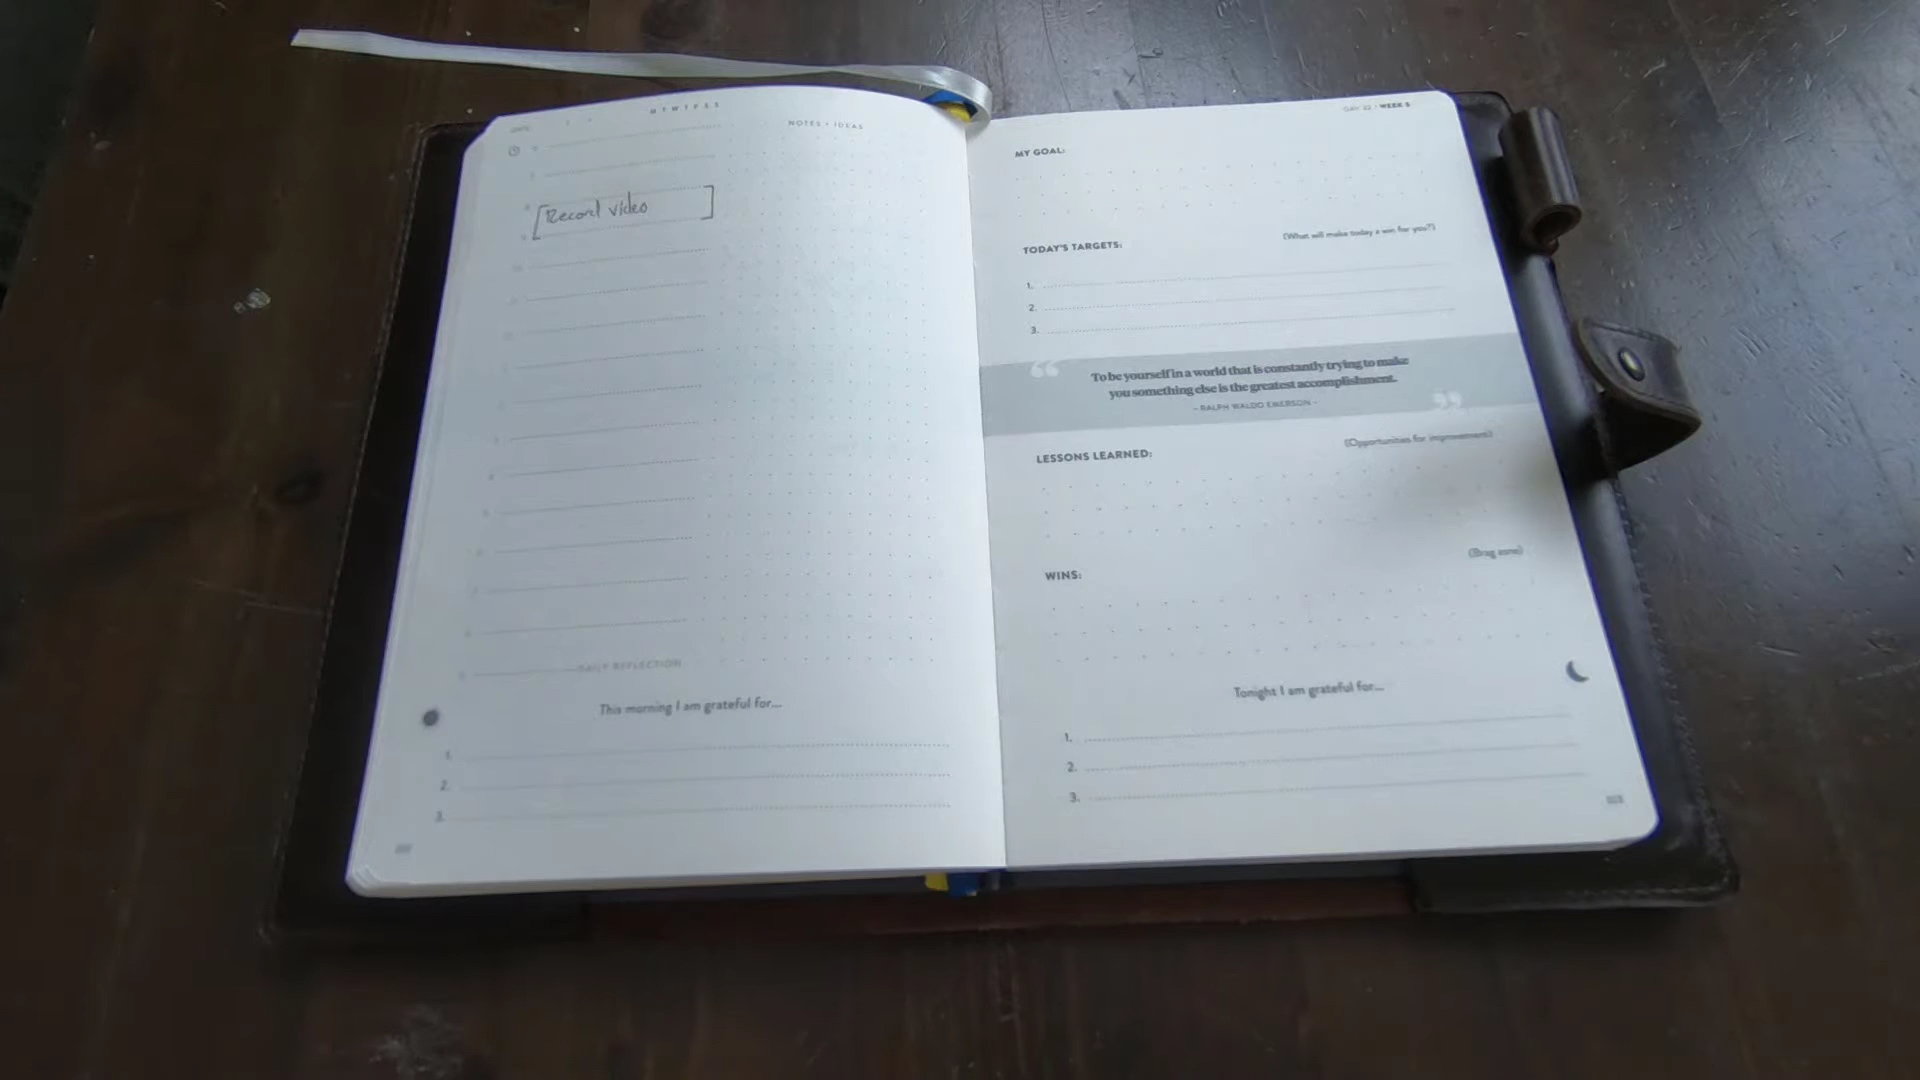 DATE:
M T W T F S S
NOTES + IDEAS
Record video
DAILY REFLECTION
This morning I am grateful for...
1.
2.
3.
WEEK 5
MY GOAL:
TODAY'S TARGETS:
(What will make today a win for you?)
1.
2.
3.
“
To be yourself in a world that is constantly trying to make
you something else is the greatest accomplishment.
- RALPH WALDO EMERSON -
”
LESSONS LEARNED:
(Opportunities for improvement)
WINS:
(Brag zone)
Tonight I am grateful for...
1.
2.
3.